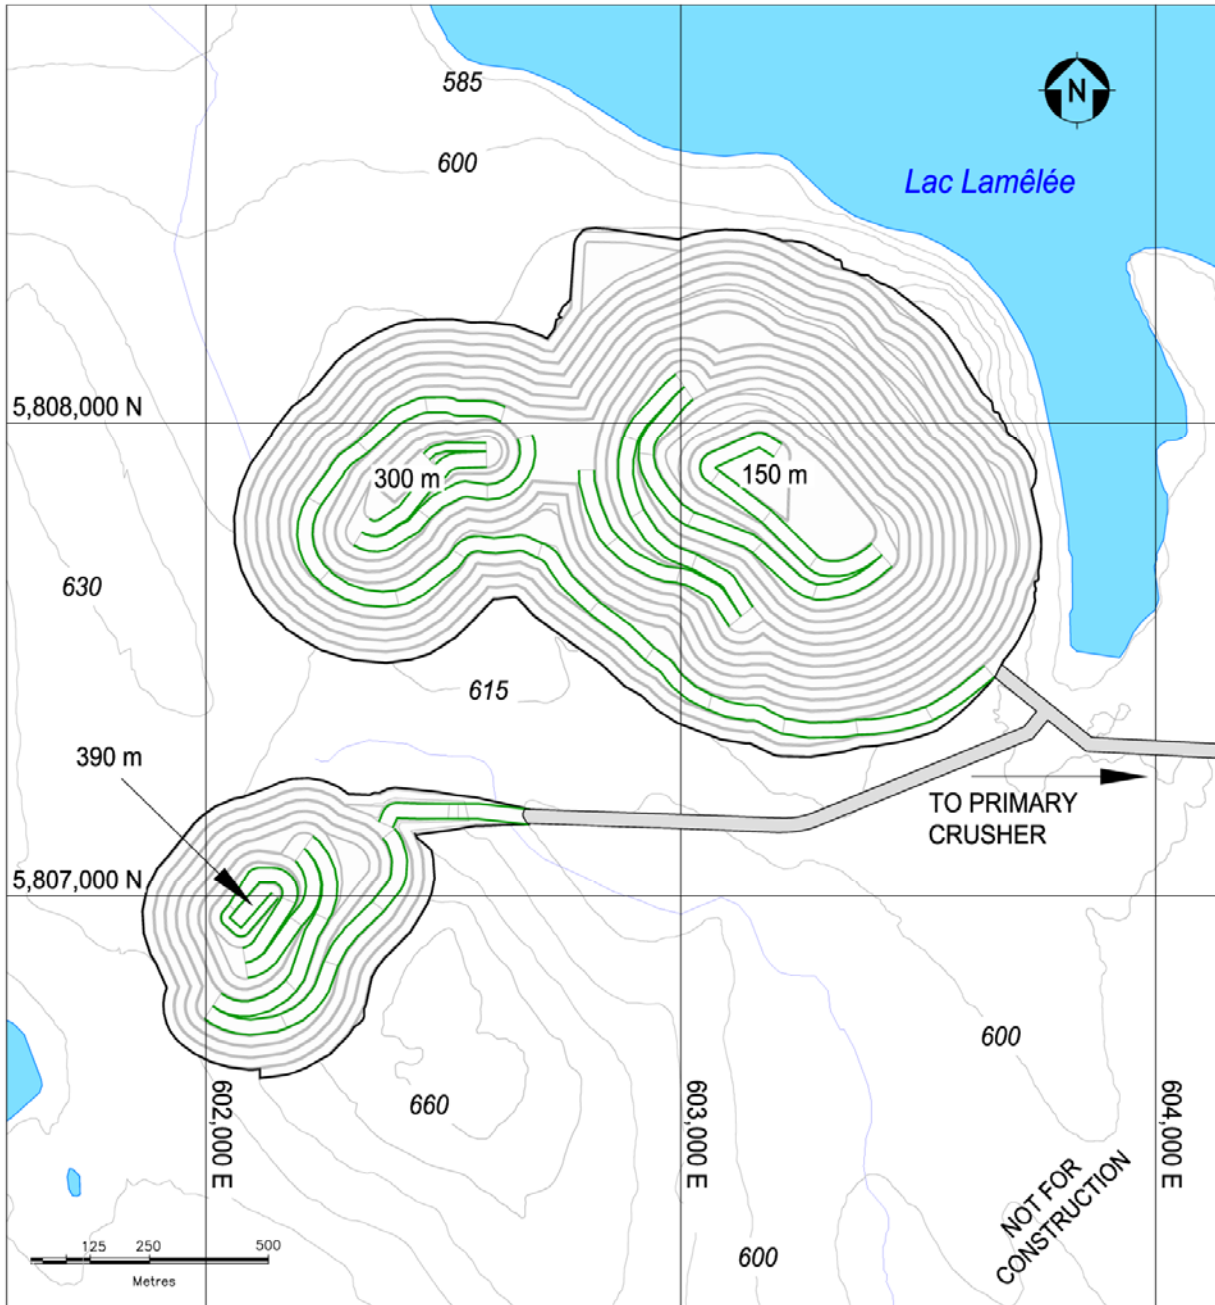 585
N
600
Lac Lamêlée
5,808,000 N
300 m
150 m
630
615
390 m
TO PRIMARY
CRUSHER
5,807,000 N
600
602,000 E
603,000 E
604,000 E
660
NOT FOR
CONSTRUCTION
125 250 500
600
Metres